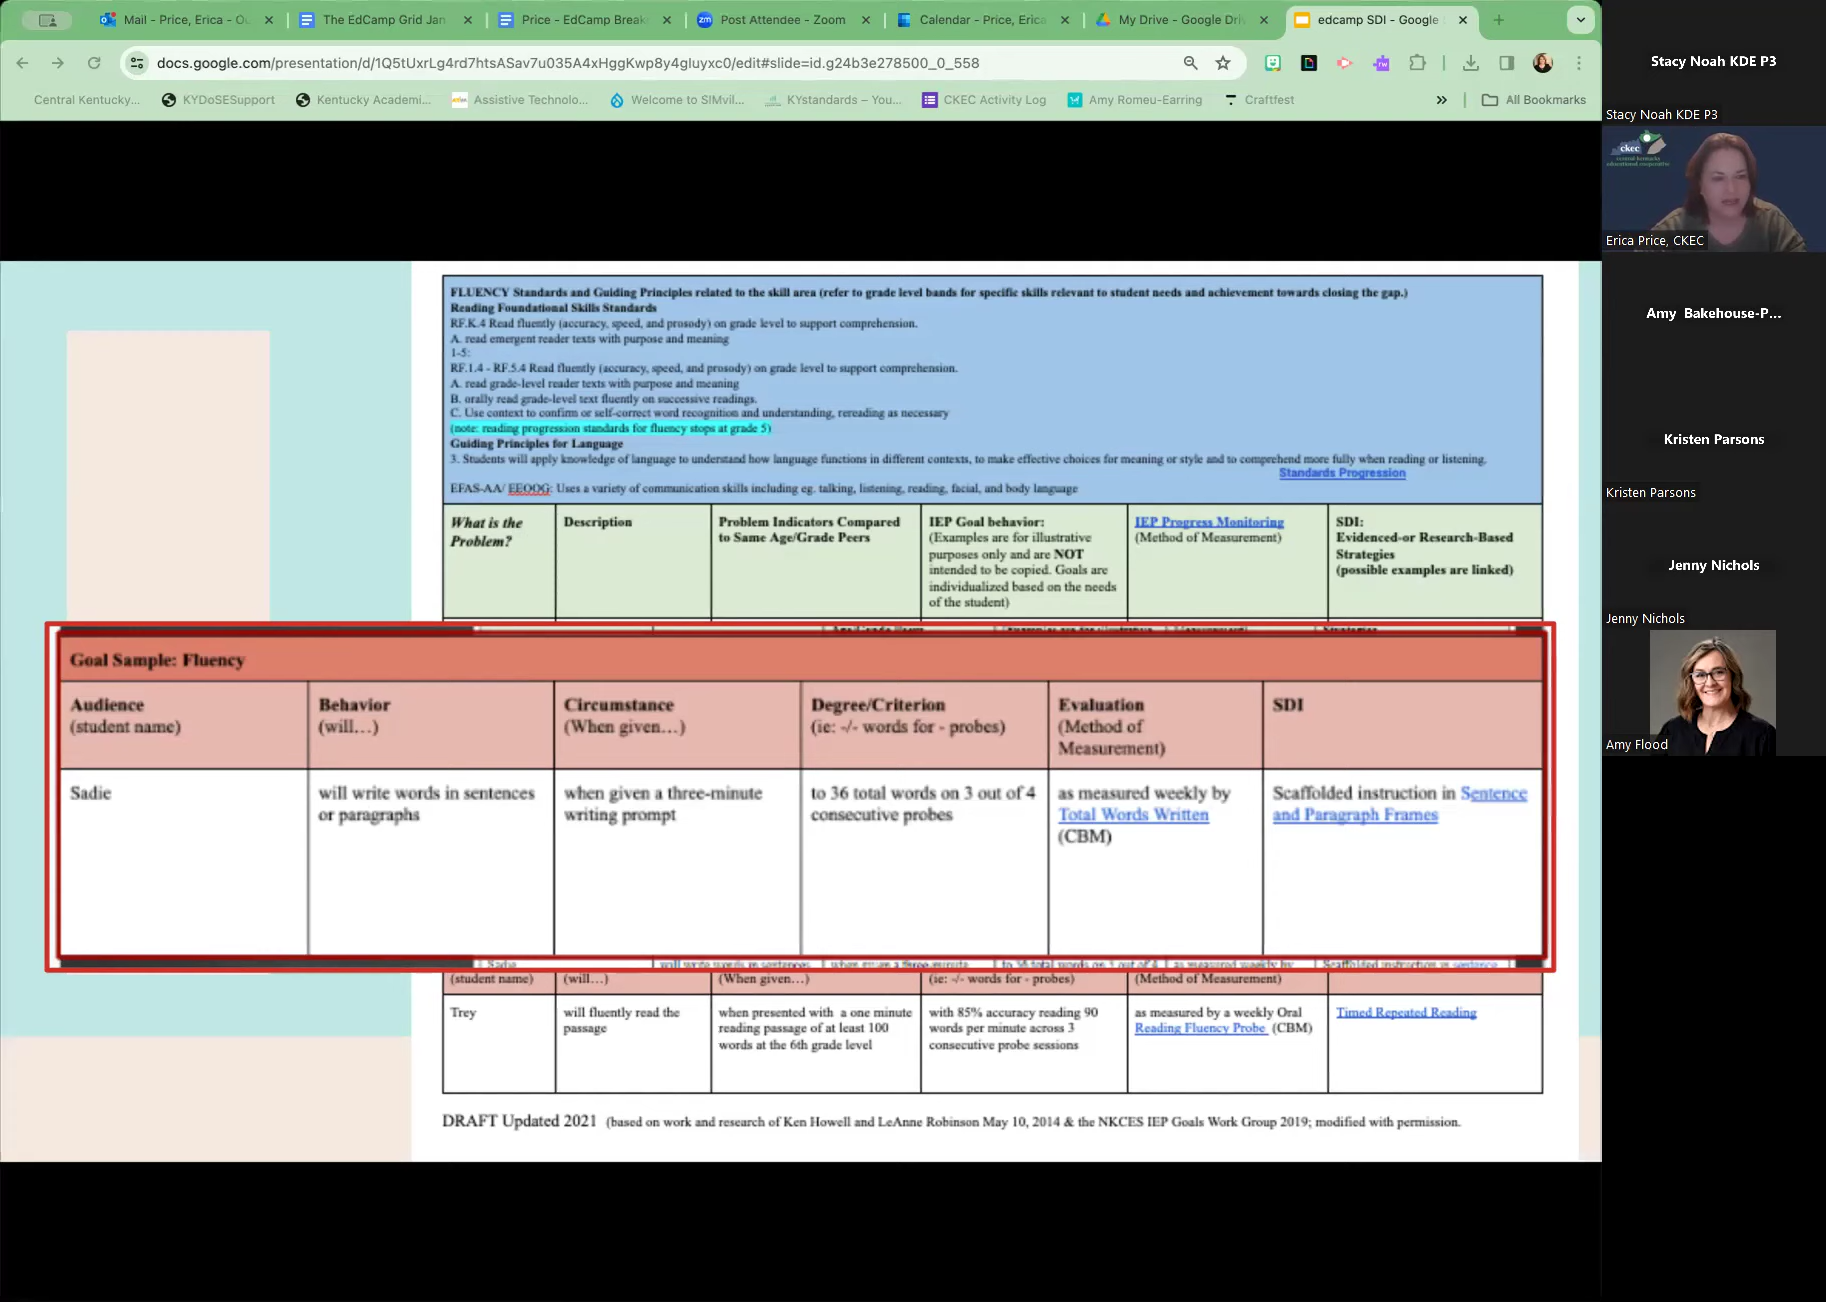 Mail - Price, Erica - Ou
The EdCamp Grid Jan
Price - EdCamp Break
Post Attendee - Zoom
Calendar - Price, Erica
My Drive - Google Dri
edcamp SDI - Google
docs.google.com/presentation/d/1Q5tUxrLg4rd7htsASav7u035A4xHggKwp8y4gluyxc0/edit#slide=id.g24b3e278500_0_558
Central Kentucky...
KYDoSESupport
Kentucky Academi...
Assistive Technolo...
Welcome to SIMvil...
KYstandards – You...
CKEC Activity Log
Amy Romeu-Earring
Craftfest
»
All Bookmarks
FLUENCY Standards and Guiding Principles related to the skill area (refer to grade level bands for specific skills relevant to student needs and achievement towards closing the gap.)
Reading Foundational Skills Standards
RF.K.4 Read fluently (accuracy, speed, and prosody) on grade level to support comprehension.
A. read emergent reader texts with purpose and meaning
1-5:
RF.1.4 - RF.5.4 Read fluently (accuracy, speed, and prosody) on grade level to support comprehension.
A. read grade-level reader texts with purpose and meaning
B. orally read grade-level text fluently on successive readings.
C. Use context to confirm or self-correct word recognition and understanding, rereading as necessary
(note: reading progression standards for fluency stops at grade 5)
Guiding Principles for Language
3. Students will apply knowledge of language to understand how language functions in different contexts, to make effective choices for meaning or style and to comprehend more fully when reading or listening.
Standards Progression
EFAS-AA/ EEOOG: Uses a variety of communication skills including eg. talking, listening, reading, facial, and body language
What is the
Problem?
Description
Problem Indicators Compared
to Same Age/Grade Peers
IEP Goal behavior:
(Examples are for illustrative
purposes only and are NOT
intended to be copied. Goals are
individualized based on the needs
of the student)
IEP Progress Monitoring
(Method of Measurement)
SDI:
Evidenced-or Research-Based
Strategies
(possible examples are linked)
Goal Sample: Fluency
Audience
(student name)
Behavior
(will...)
Circumstance
(When given...)
Degree/Criterion
(ie: -/- words for - probes)
Evaluation
(Method of
Measurement)
SDI
Sadie
will write words in sentences
or paragraphs
when given a three-minute
writing prompt
to 36 total words on 3 out of 4
consecutive probes
as measured weekly by
Total Words Written
(CBM)
Scaffolded instruction in Sentence
and Paragraph Frames
(student name)
(will...)
(When given...)
(ie: -/- words for - probes)
(Method of Measurement)
Trey
will fluently read the
passage
when presented with a one minute
reading passage of at least 100
words at the 6th grade level
with 85% accuracy reading 90
words per minute across 3
consecutive probe sessions
as measured by a weekly Oral
Reading Fluency Probe (CBM)
Timed Repeated Reading
DRAFT Updated 2021 (based on work and research of Ken Howell and LeAnne Robinson May 10, 2014 & the NKCES IEP Goals Work Group 2019; modified with permission.
Stacy Noah KDE P3
Stacy Noah KDE P3
ckec
central kentucky
educational cooperative
Erica Price, CKEC
Amy Bakehouse-P...
Kristen Parsons
Kristen Parsons
Jenny Nichols
Jenny Nichols
Amy Flood